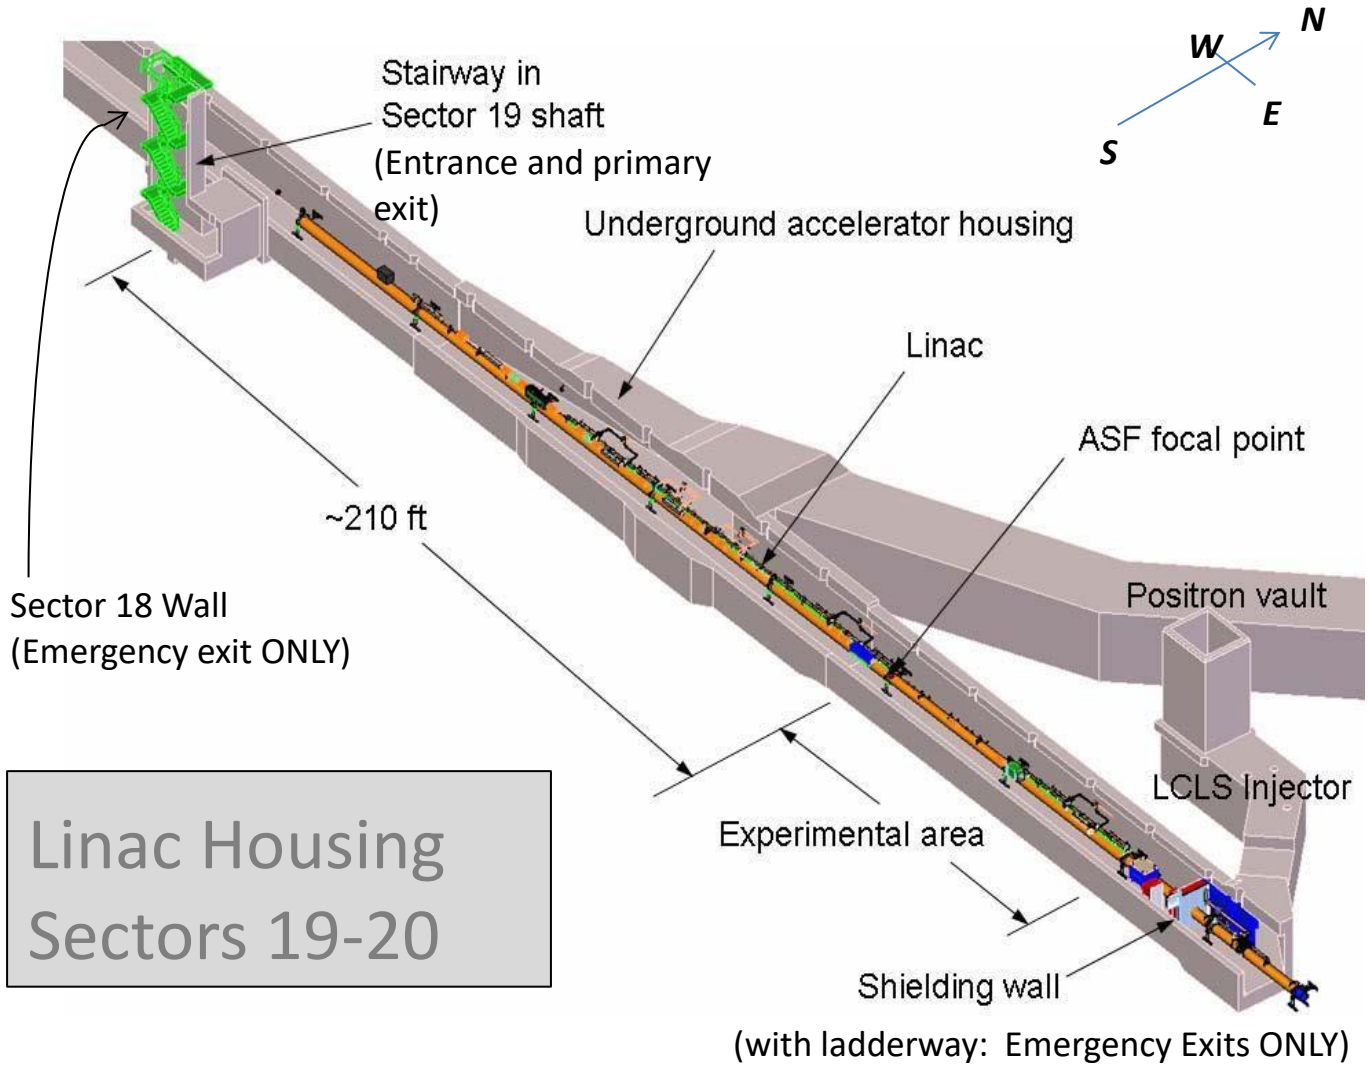 N
W
E
S
Stairway in
Sector 19 shaft
(Entrance and primary
exit)
Underground accelerator housing
Linac
ASF focal point
~210 ft
Sector 18 Wall
(Emergency exit ONLY)
Positron vault
LCLS Injector
Experimental area
Linac Housing
Sectors 19-20
Shielding wall
(with ladderway:  Emergency Exits ONLY)